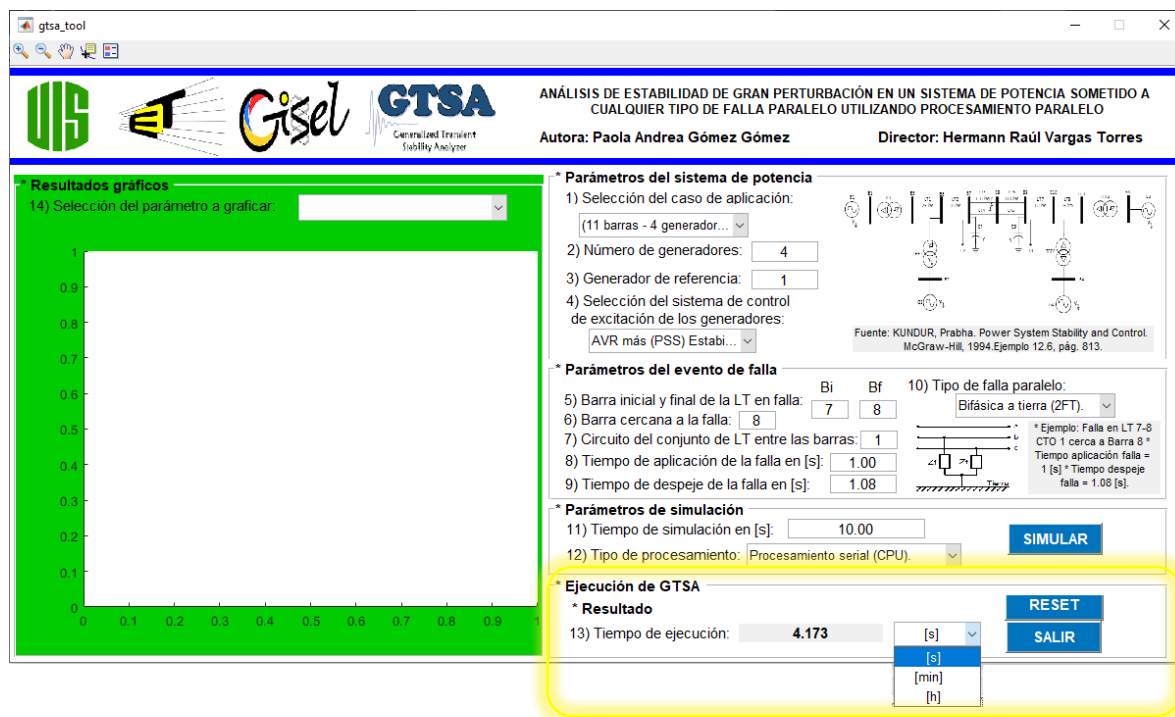 gtsa_tool
UIS
Gisel
GTSA
Generalized Transient
Stability Analyzer
ANÁLISIS DE ESTABILIDAD DE GRAN PERTURBACIÓN EN UN SISTEMA DE POTENCIA SOMETIDO A
CUALQUIER TIPO DE FALLA PARALELO UTILIZANDO PROCESAMIENTO PARALELO
Autora: Paola Andrea Gómez Gómez Director: Hermann Raúl Vargas Torres
* Resultados gráficos
14) Selección del parámetro a graficar:
1
0.9
0.8
0.7
0.6
0.5
0.4
0.3
0.2
0.1
0
0 0.1 0.2 0.3 0.4 0.5 0.6 0.7 0.8 0.9 1
* Parámetros del sistema de potencia
1) Selección del caso de aplicación:
(11 barras - 4 generador...
2) Número de generadores: 4
3) Generador de referencia: 1
4) Selección del sistema de control
de excitación de los generadores:
AVR más (PSS) Estabi...
Fuente: KUNDUR, Prabha. Power System Stability and Control.
McGraw-Hill, 1994.Ejemplo 12.6, pág. 813.
* Parámetros del evento de falla
Bi Bf
5) Barra inicial y final de la LT en falla: 7 8
6) Barra cercana a la falla: 8
7) Circuito del conjunto de LT entre las barras: 1
8) Tiempo de aplicación de la falla en [s]: 1.00
9) Tiempo de despeje de la falla en [s]: 1.08
10) Tipo de falla paralelo:
Bifásica a tierra (2FT).
a
b
c
Zf Zf
Tierra
* Ejemplo: Falla en LT 7-8
CTO 1 cerca a Barra 8 *
Tiempo aplicación falla =
1 [s] * Tiempo despeje
falla = 1.08 [s].
* Parámetros de simulación
11) Tiempo de simulación en [s]: 10.00
12) Tipo de procesamiento: Procesamiento serial (CPU).
SIMULAR
* Ejecución de GTSA
* Resultado
13) Tiempo de ejecución: 4.173 [s]
[s]
[min]
[h]
RESET
SALIR